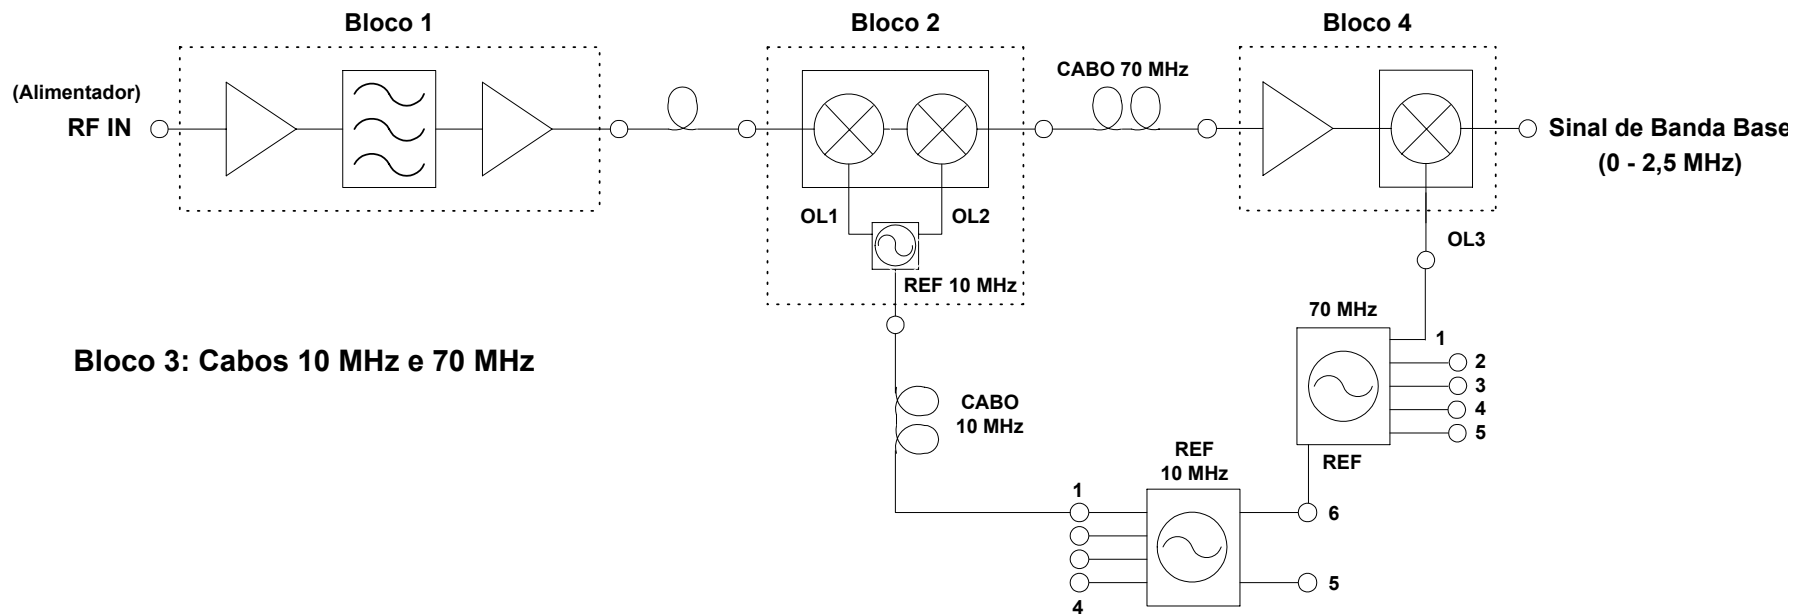 Bloco 1
Bloco 2
Bloco 4
(Alimentador)
RF IN
CABO 70 MHz
Sinal de Banda Base
(0 - 2,5 MHz)
OL1
OL2
REF 10 MHz
OL3
70 MHz
1
2
3
4
5
REF
Bloco 3: Cabos 10 MHz e 70 MHz
CABO
10 MHz
REF
10 MHz
1
4
6
5